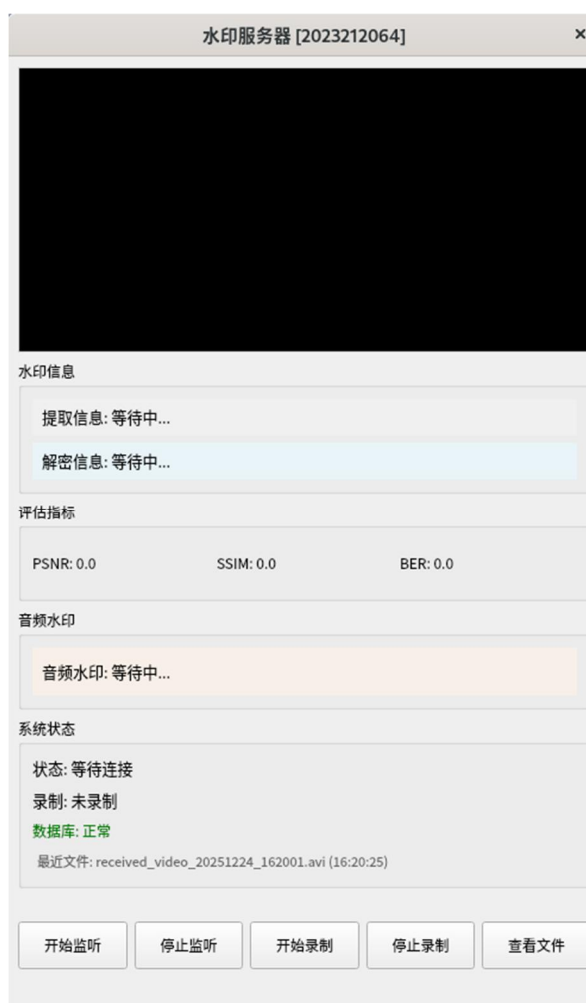 水印服务器 [2023212064]
×
水印信息
提取信息: 等待中...
解密信息: 等待中...
评估指标
PSNR: 0.0 SSIM: 0.0 BER: 0.0
音频水印
音频水印: 等待中...
系统状态
状态: 等待连接
录制: 未录制
数据库: 正常
最近文件: received_video_20251224_162001.avi (16:20:25)
开始监听 停止监听 开始录制 停止录制 查看文件